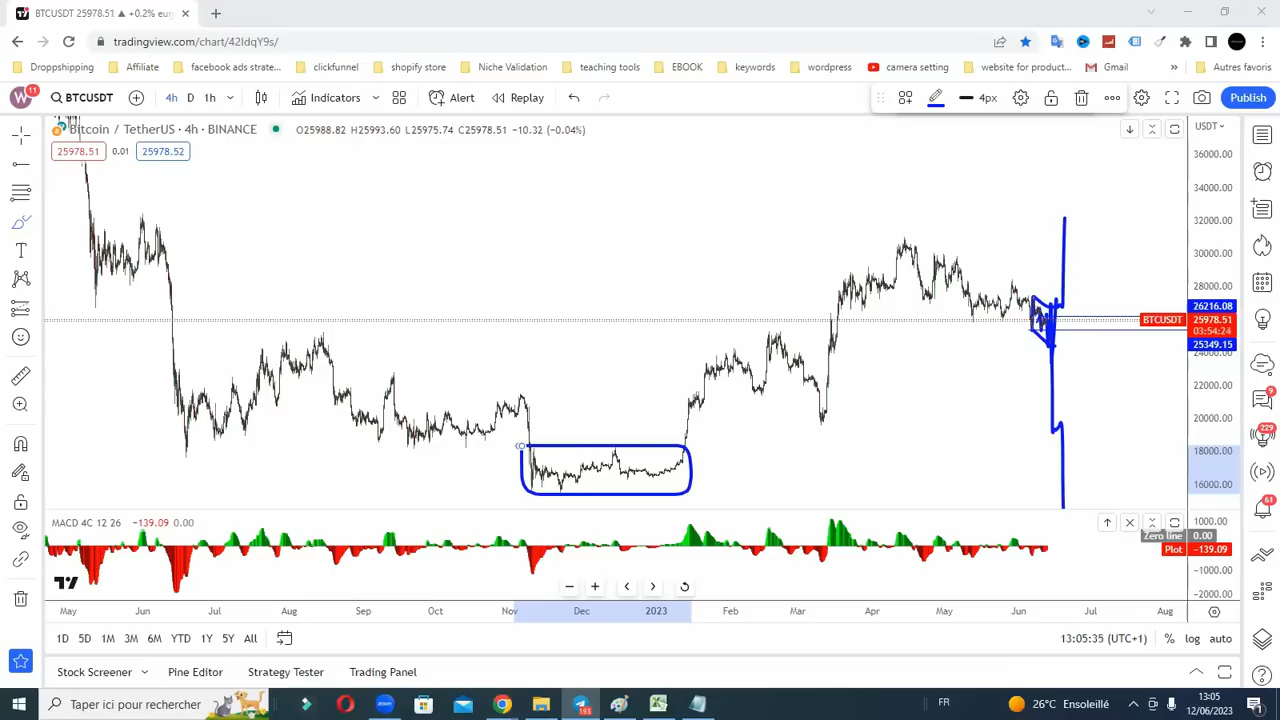 BTCUSDT 25978.51 ▲ +0.2% eur
tradingview.com/chart/42IdqY9s/
Dropphshipping Affiliate facebook ads strate... clickfunnel shopify store Niche Validation teaching tools EBOOK keywords wordpress camera setting website for product... Gmail » Autres favoris
W 11 BTCUSDT 4h D 1h Indicators Alert Replay 4px Publish
Bitcoin / TetherUS · 4h · BINANCE O25988.82 H25993.60 L25975.74 C25978.51 −10.32 (−0.04%) USDT
25978.51 0.01 25978.52
36000.00
34000.00
32000.00
30000.00
28000.00
26216.08
BTCUSDT 25978.51
03:54:24
25349.15
24000.00
22000.00
20000.00
18000.00
16000.00
9
229
61
MACD 4C 12 26 −139.09 0.00
1000.00
Zero line 0.00
Plot −139.09
−1000.00
−2000.00
May Jun Jul Aug Sep Oct Nov Dec 2023 Feb Mar Apr May Jun Jul Aug
1D 5D 1M 3M 6M YTD 1Y 5Y All 13:05:35 (UTC+1) % log auto
Stock Screener Pine Editor Strategy Tester Trading Panel
Taper ici pour rechercher zoom 195 FR 26°C Ensoleillé 13:05
12/06/2023 1